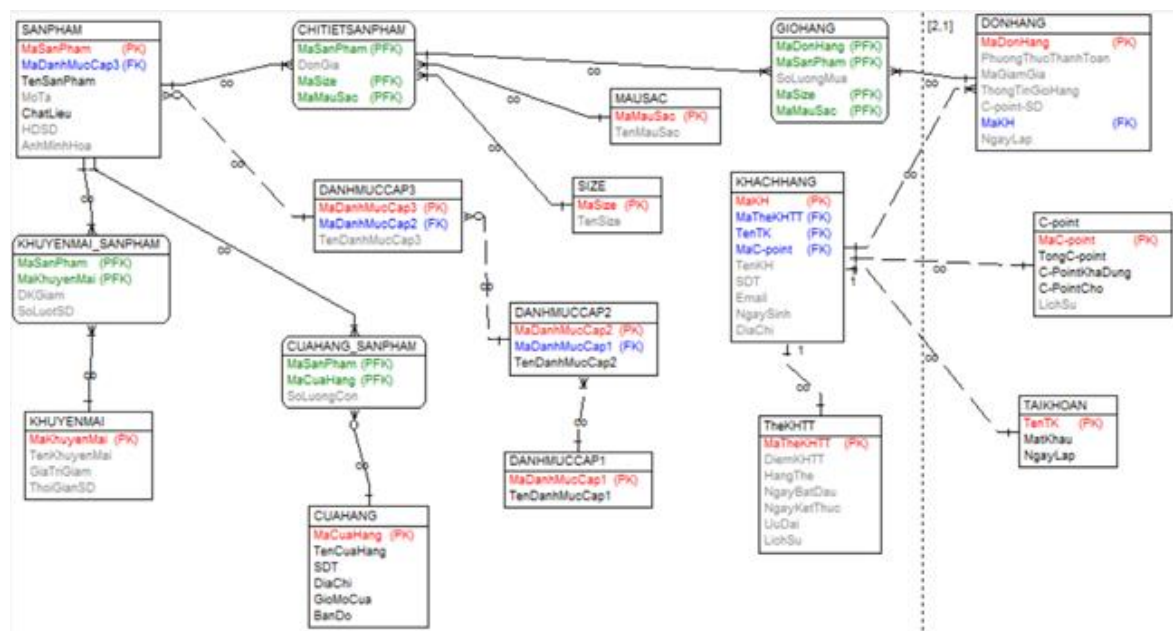 SANPHAM
MaSanPham (PK)
MaDanhMucCap3 (FK)
TenSanPham
MoTa
ChatLieu
HDSD
AnhMinhHoa
CHITIETSANPHAM
MaSanPham (PFK)
DonGia
MaSize (PFK)
MaMauSac (PFK)
GIOHANG
MaDonHang (PFK)
MaSanPham (PFK)
SoLuongMua
MaSize (PFK)
MaMauSac (PFK)
[2,1]
DONHANG
MaDonHang (PK)
PhuongThucThanhToan
MaGiamGia
ThongTinGioHang
C-point-SD
MaKH (FK)
NgayLap
MAUSAC
MaMauSac (PK)
TenMauSac
DANHMUCCAP3
MaDanhMucCap3 (PK)
MaDanhMucCap2 (FK)
TenDanhMucCap3
SIZE
MaSize (PK)
TenSize
KHACHHANG
MaKH (PK)
MaTheKHTT (FK)
TenTK (FK)
MaC-point (FK)
TenKH
SDT
Email
NgaySinh
DiaChi
1
1
C-point
MaC-point (PK)
TongC-point
C-PointKhaDung
C-PointCho
LichSu
KHUYENMAI_SANPHAM
MaSanPham (PFK)
MaKhuyenMai (PFK)
DKGiam
SoLuotSD
CUAHANG_SANPHAM
MaSanPham (PFK)
MaCuaHang (PFK)
SoLuongCon
DANHMUCCAP2
MaDanhMucCap2 (PK)
MaDanhMucCap1 (FK)
TenDanhMucCap2
KHUYENMAI
MaKhuyenMai (PK)
TenKhuyenMai
GiaTriGiam
ThoiGianSD
CUAHANG
MaCuaHang (PK)
TenCuaHang
SDT
DiaChi
GioMoCua
BanDo
DANHMUCCAP1
MaDanhMucCap1 (PK)
TenDanhMucCap1
TheKHTT
MaTheKHTT (PK)
DiemKHTT
HangThe
NgayBatDau
NgayKetThuc
UuDai
LichSu
TAIKHOAN
TenTK (PK)
MatKhau
NgayLap